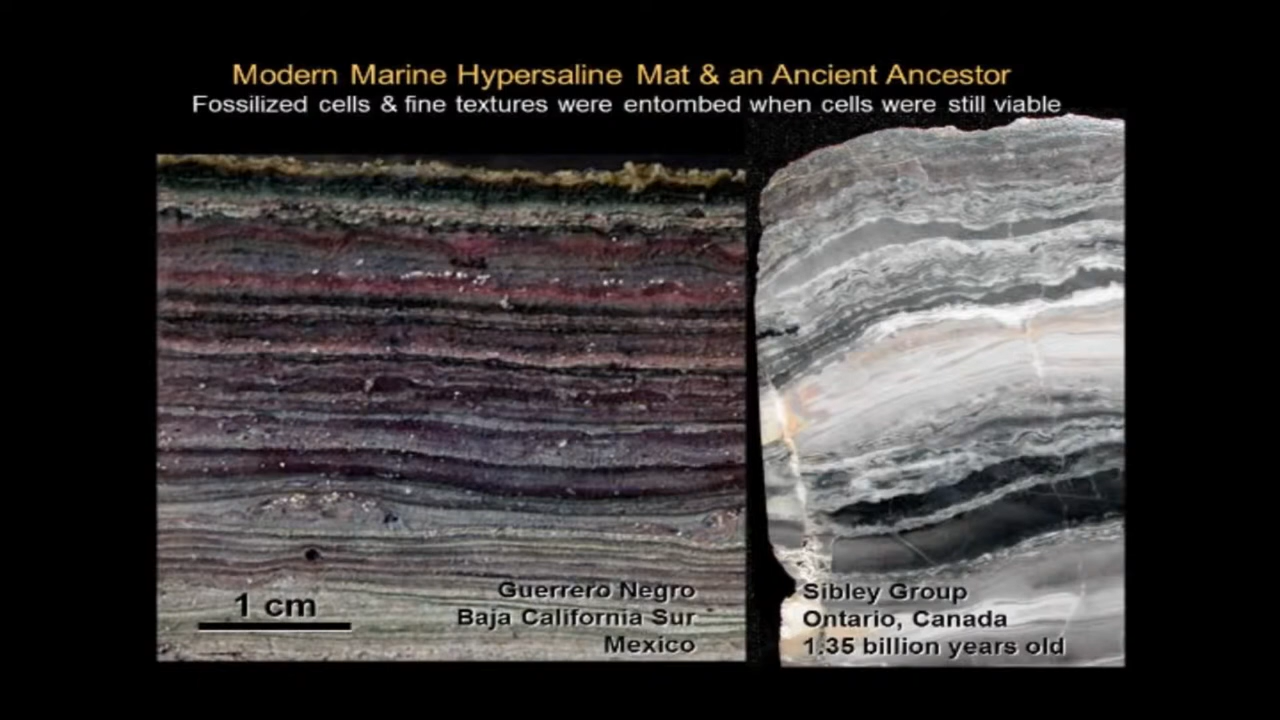 Modern Marine Hypersaline Mat & an Ancient Ancestor
Fossilized cells & fine textures were entombed when cells were still viable
1 cm
Guerrero Negro
Baja California Sur
Mexico
Sibley Group
Ontario, Canada
1.35 billion years old